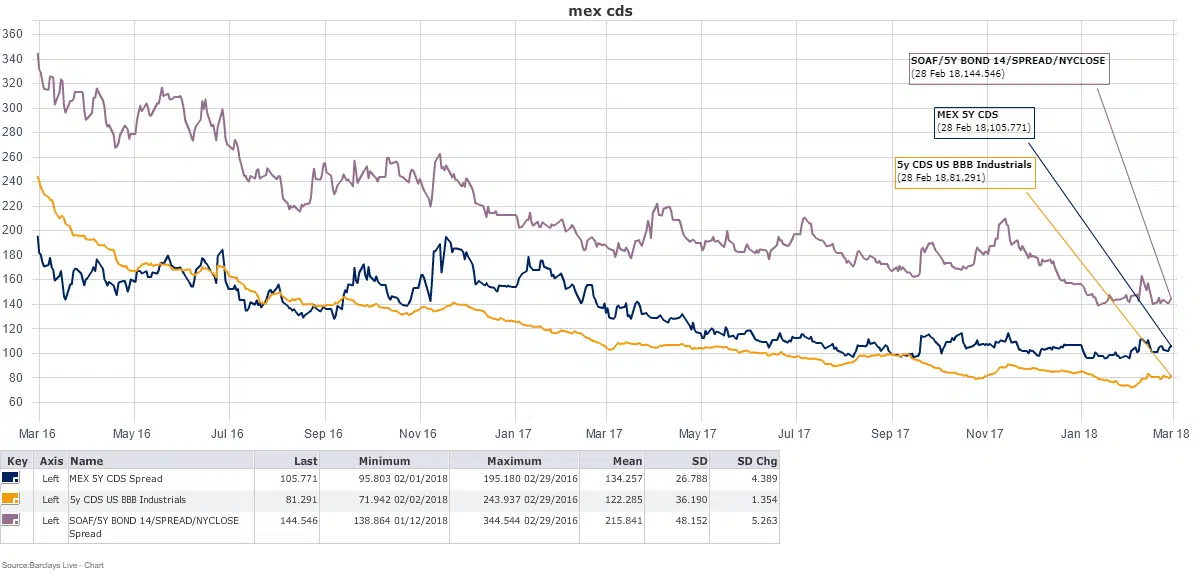 mex cds
360
340
320
300
280
260
240
220
200
180
160
140
120
100
80
60
SOAF/5Y BOND 14/SPREAD/NYCLOSE
(28 Feb 18,144.546)
MEX 5Y CDS
(28 Feb 18,105.771)
5y CDS US BBB Industrials
(28 Feb 18,81.291)
Mar 16 May 16 Jul 16 Sep 16 Nov 16 Jan 17 Mar 17 May 17 Jul 17 Sep 17 Nov 17 Jan 18 Mar 18
Key Axis Name Last Minimum Maximum Mean SD SD Chg
Left MEX 5Y CDS Spread 105.771 95.803 02/01/2018 195.180 02/29/2016 134.257 26.788 4.389
Left 5y CDS US BBB Industrials 81.291 71.942 02/02/2018 243.937 02/29/2016 122.285 36.190 1.354
Left SOAF/5Y BOND 14/SPREAD/NYCLOSE 144.546 138.864 01/12/2018 344.544 02/29/2016 215.841 48.152 5.263
Spread
Source:Barclays Live - Chart